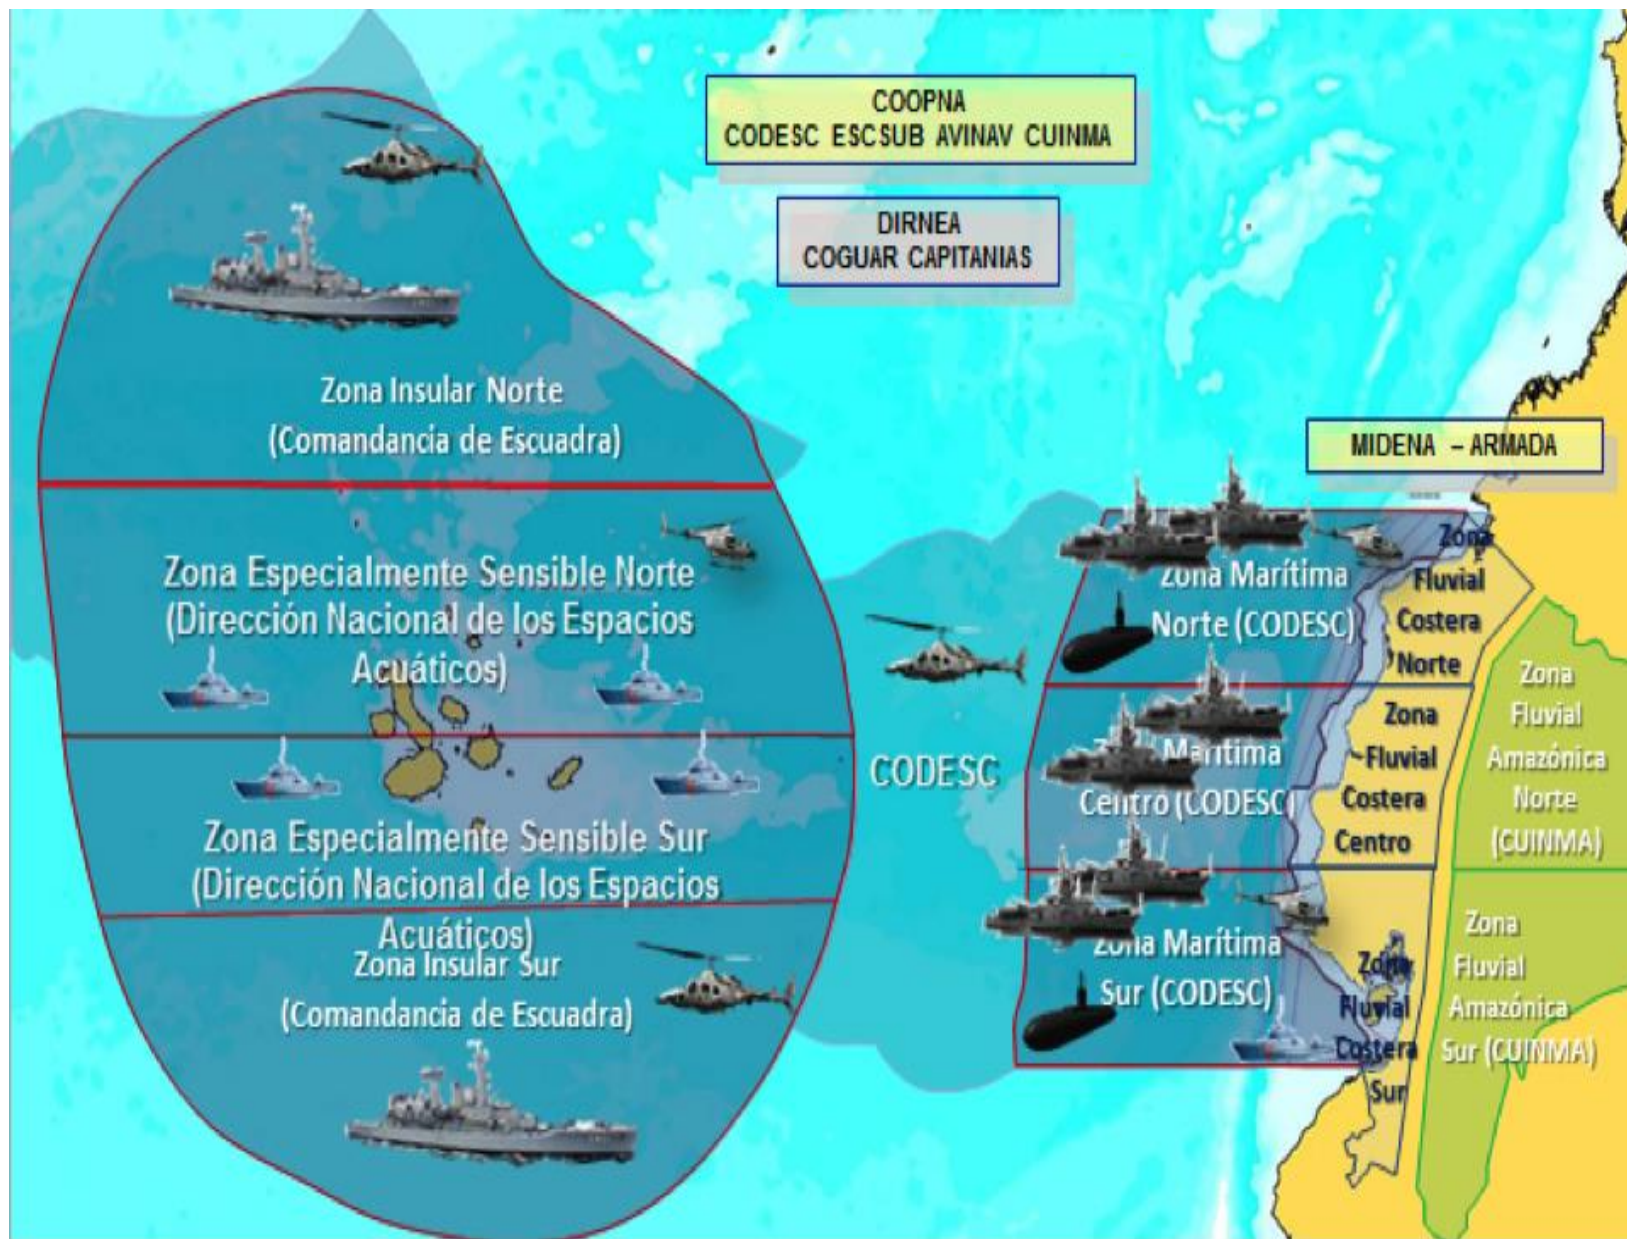 COOPNA
CODESC ESCSUB AVINAV CUINMA
DIRNEA
COGUAR CAPITANIAS
MIDENA – ARMADA
Zona Insular Norte
(Comandancia de Escuadra)
Zona Especialmente Sensible Norte
(Dirección Nacional de los Espacios
Acuáticos)
Zona Especialmente Sensible Sur
(Dirección Nacional de los Espacios
Acuáticos)
Zona Insular Sur
(Comandancia de Escuadra)
CODESC
Zona Marítima
Norte (CODESC)
Marítima
Centro (CODESC)
Zona Marítima
Sur (CODESC)
Zona
Fluvial
Costera
Norte
Zona
Fluvial
Costera
Centro
Zona
Fluvial
Costera
Sur
Zona
Fluvial
Amazónica
Norte
(CUINMA)
Zona
Fluvial
Amazónica
Sur (CUINMA)